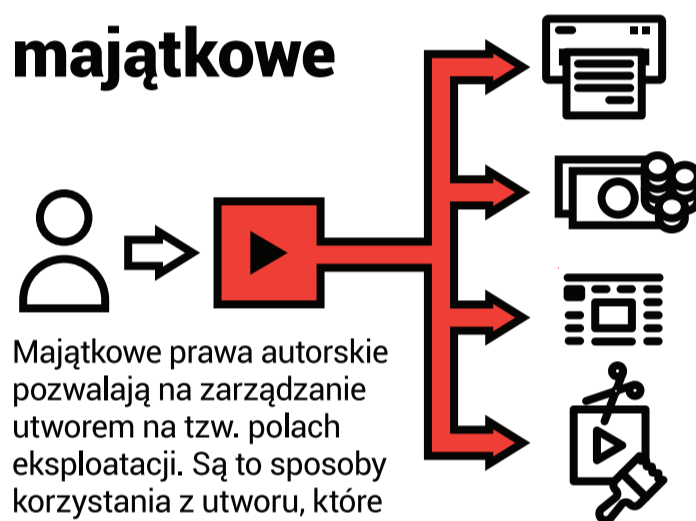 majątkowe
Majątkowe prawa autorskie
pozwalają na zarządzanie
utworem na tzw. polach
eksploatacji. Są to sposoby
korzystania z utworu, które